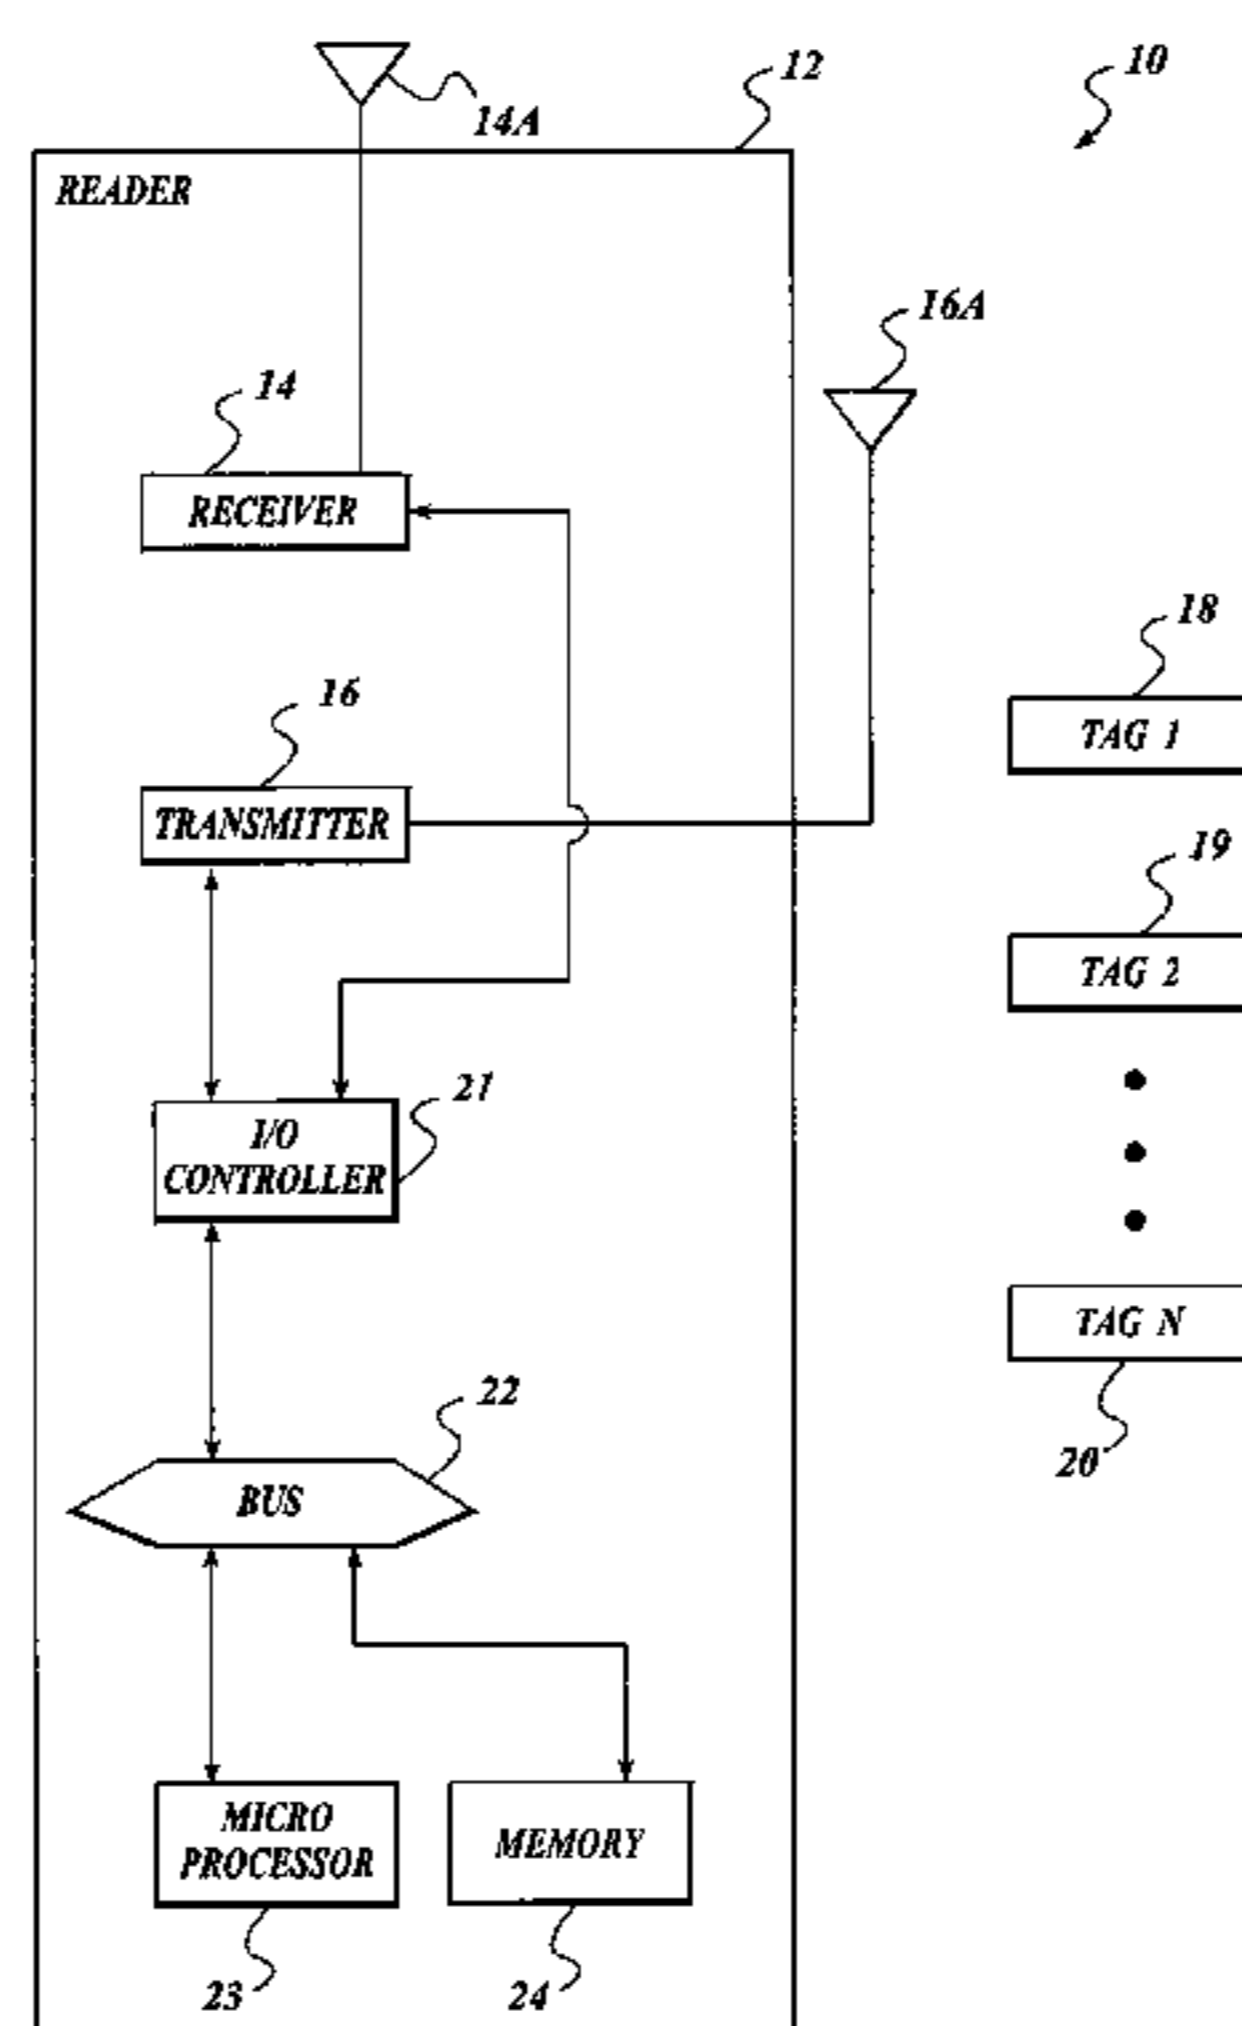 12
10
14A
READER
16A
14
RECEIVER
18
16
TAG 1
TRANSMITTER
19
TAG 2
21
I/O
CONTROLLER
TAG N
22
20
BUS
MICRO
PROCESSOR
MEMORY
23
24